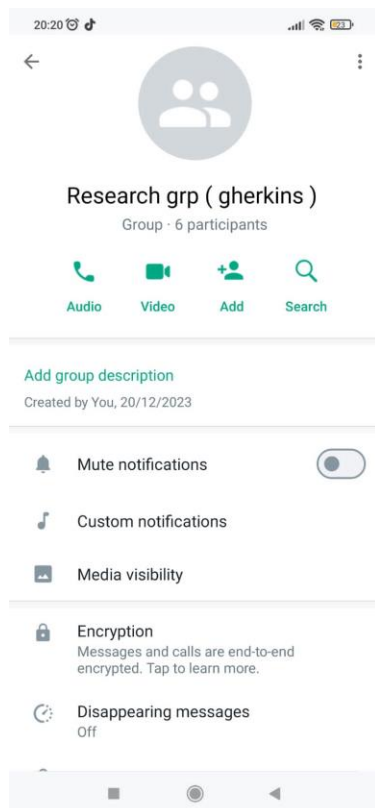 20:20
23
Research grp ( gherkins )
Group · 6 participants
Audio Video Add Search
Add group description
Created by You, 20/12/2023
Mute notifications
Custom notifications
Media visibility
Encryption
Messages and calls are end-to-end
encrypted. Tap to learn more.
Disappearing messages
Off